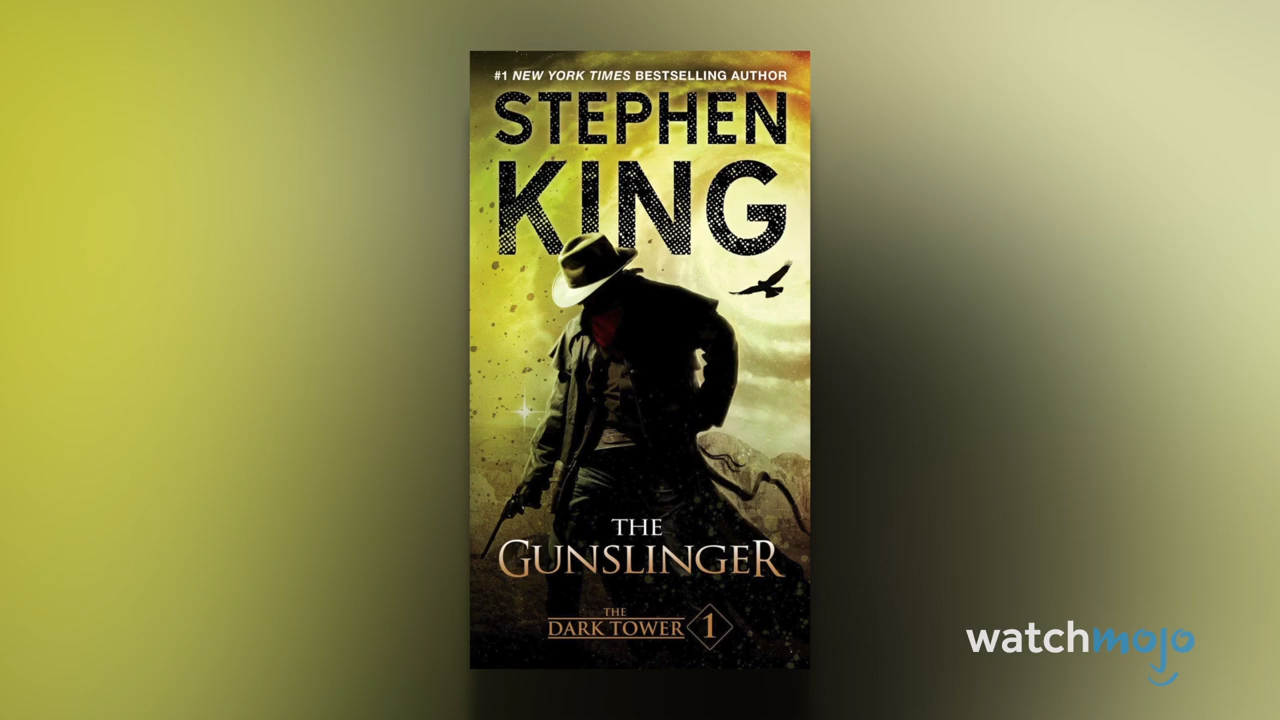 #1 NEW YORK TIMES BESTSELLING AUTHOR
STEPHEN
KING
THE
GUNSLINGER
THE
DARK TOWER 1
watchmojo